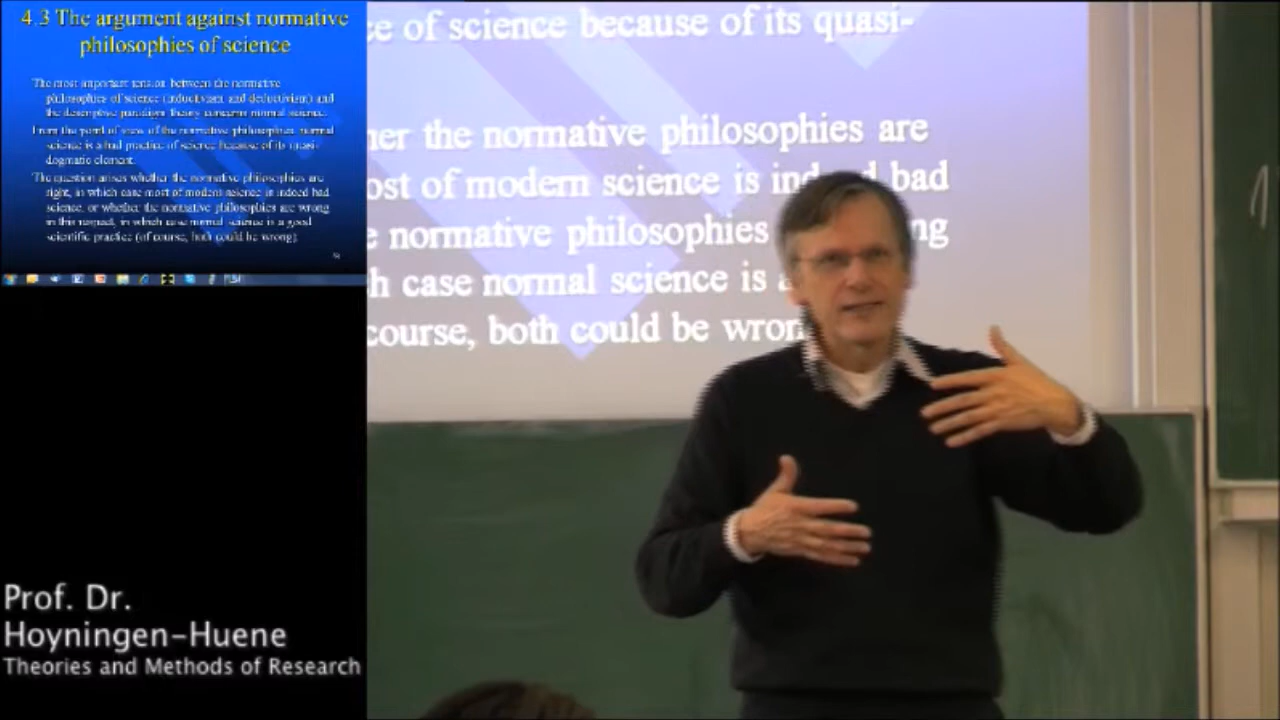 4.3 The argument against normative
philosophies of science
The most important tension between the normative
philosophies of science (inductivism and deductivism) and
the descriptive paradigm theory concerns normal science.
From the point of view of the normative philosophies, normal
science is a bad practice of science because of its quasi-
dogmatic element.
The question arises whether the normative philosophies are
right, in which case most of modern science is indeed bad
science, or whether the normative philosophies are wrong
in this respect, in which case normal science is a good
scientific practice (of course, both could be wrong).
ce of science because of its quasi-
her the normative philosophies are
ost of modern science is indeed bad
e normative philosophies ng
h case normal science is a
course, both could be wron
Prof. Dr.
Hoyningen-Huene
Theories and Methods of Research